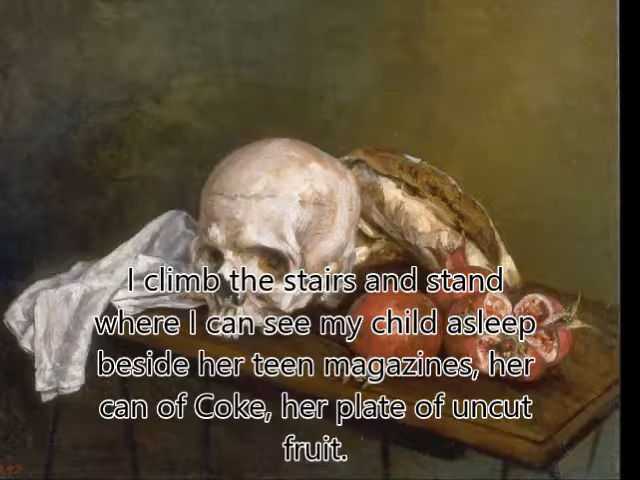 I climb the stairs and stand
where I can see my child asleep
beside her teen magazines, her
can of Coke, her plate of uncut
fruit.